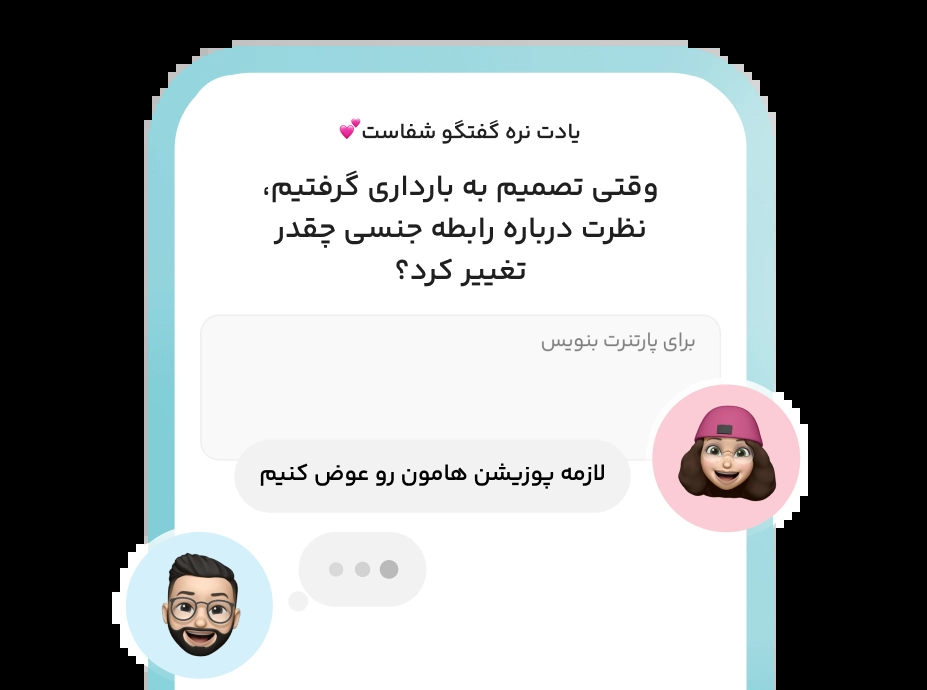 یادت نره گفتگو شفاست💕
وقتی تصمیم به بارداری گرفتیم،
نظرت درباره رابطه جنسی چقدر
تغییر کرد؟
برای پارتنرت بنویس
لازمه پوزیشن هامون رو عوض کنیم